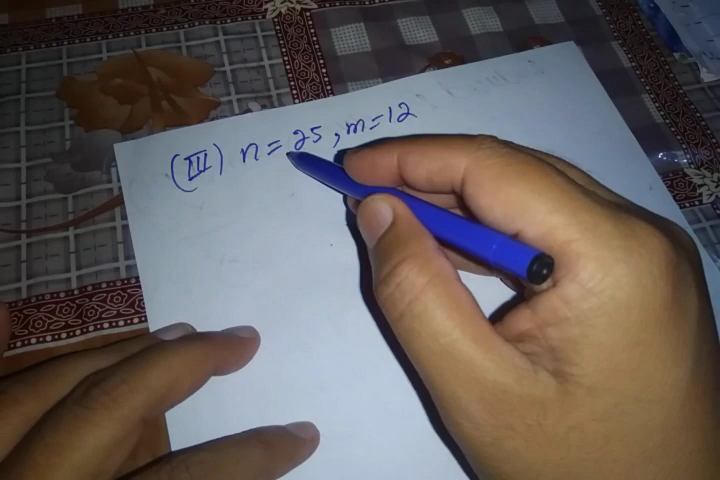 (III) n = 25, m = 12